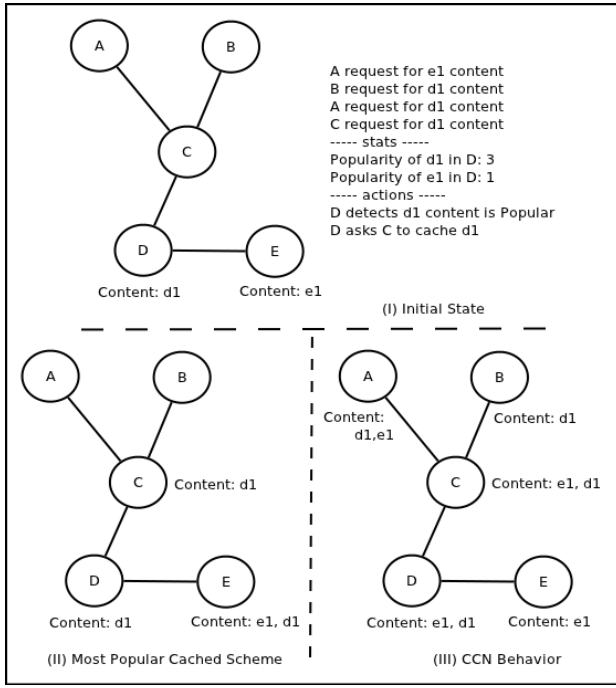 A
B
A request for e1 content
B request for d1 content
A request for d1 content
C request for d1 content
----- stats -----
Popularity of d1 in D: 3
Popularity of e1 in D: 1
----- actions -----
D detects d1 content is Popular
D asks C to cache d1
C
D
E
Content: d1
Content: e1
(I) Initial State
A
B
C
Content: d1
D
E
Content: d1
Content: e1, d1
(II) Most Popular Cached Scheme
A
B
Content:
d1,e1
Content: d1
C
Content: e1, d1
D
E
Content: e1, d1
Content: e1
(III) CCN Behavior